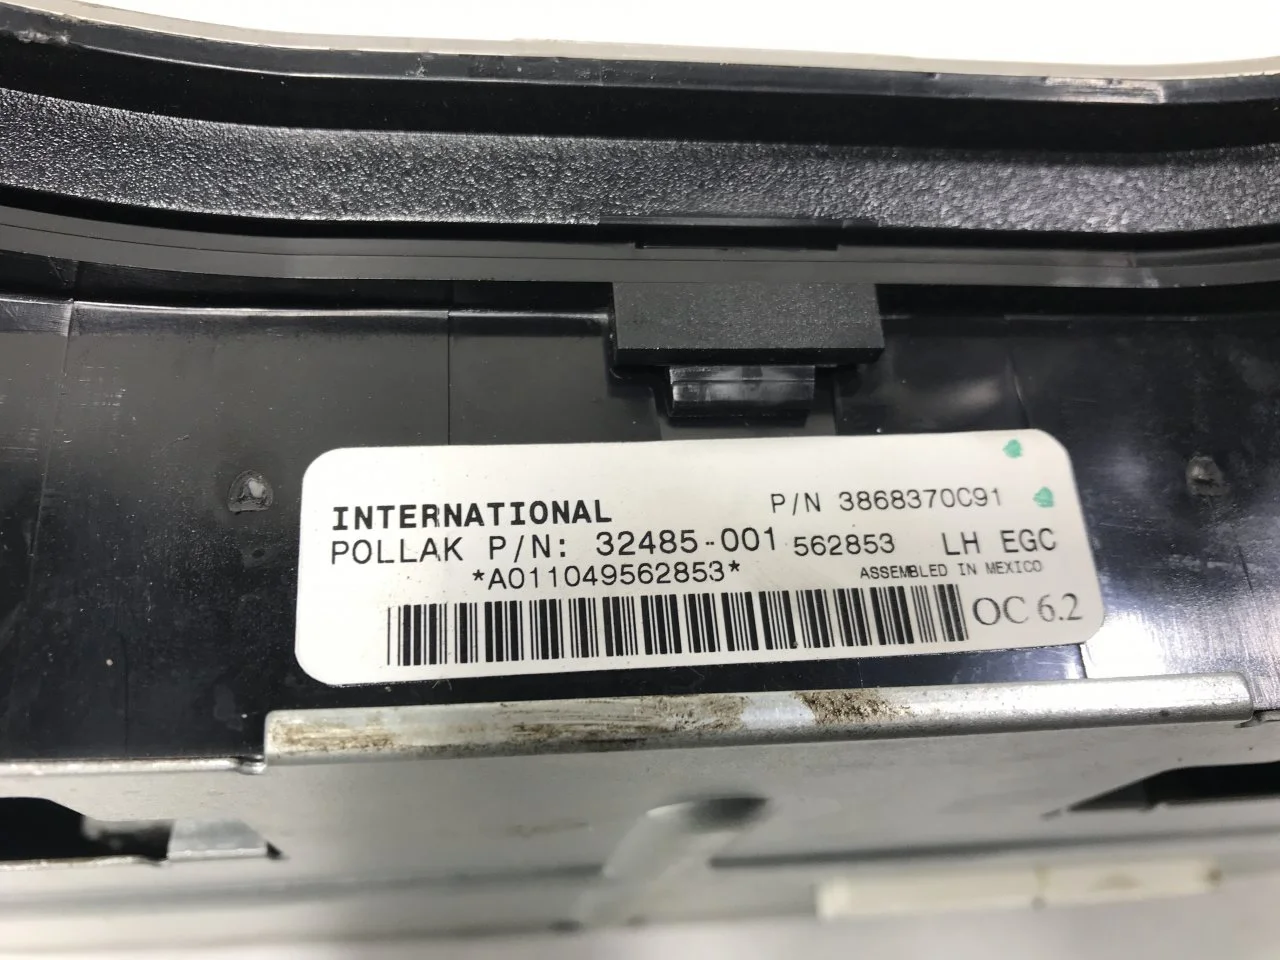 INTERNATIONAL P/N 3868370C91
POLLAK P/N: 32485-001 562853 LH EGC
*A011049562853* ASSEMBLED IN MEXICO
OC 6.2